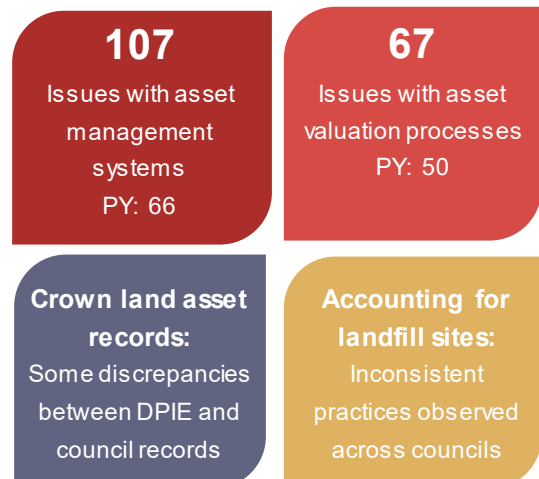 107
Issues with asset
management
systems
PY: 66
67
Issues with asset
valuation processes
PY: 50
Crown land asset
records:
Some discrepancies
between DPIE and
council records
Accounting for
landfill sites:
Inconsistent
practices observed
across councils